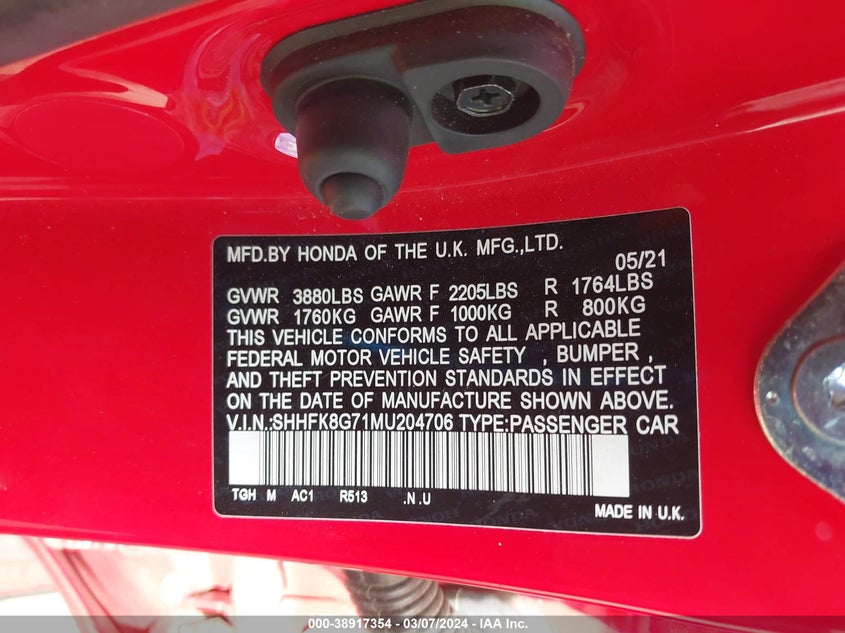 MFD.BY HONDA OF THE U.K. MFG.,LTD.
05/21
GVWR 3880LBS GAWR F 2205LBS R 1764LBS
GVWR 1760KG GAWR F 1000KG R 800KG
THIS VEHICLE CONFORMS TO ALL APPLICABLE
FEDERAL MOTOR VEHICLE SAFETY , BUMPER ,
AND THEFT PREVENTION STANDARDS IN EFFECT
ON THE DATE OF MANUFACTURE SHOWN ABOVE.
V.I.N.:SHHFK8G71MU204706 TYPE:PASSENGER CAR
TGH M AC1 R513 .N .U
MADE IN U.K.
000-38917354 — 03/07/2024 — IAA Inc.